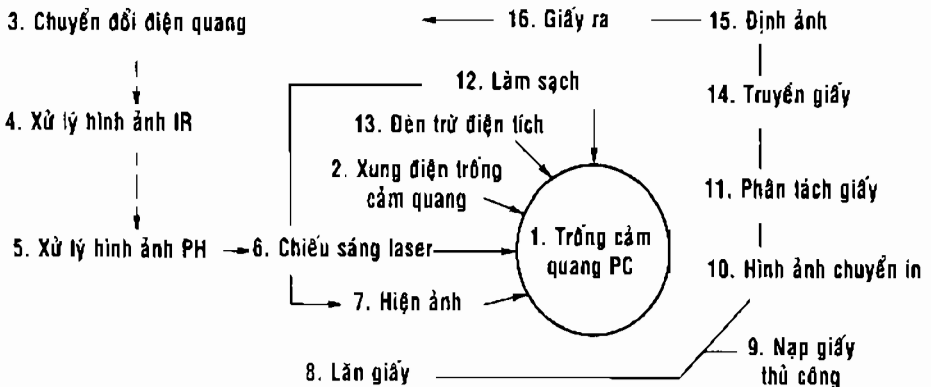 3. Chuyển đổi điện quang
16. Giấy ra
15. Định ảnh
12. Làm sạch
14. Truyền giấy
4. Xử lý hình ảnh IR
13. Đèn trừ điện tích
2. Xung điện trống
cảm quang
11. Phân tách giấy
5. Xử lý hình ảnh PH
6. Chiếu sáng laser
1. Trống cảm
quang PC
10. Hình ảnh chuyển in
7. Hiện ảnh
9. Nạp giấy
thủ công
8. Lăn giấy